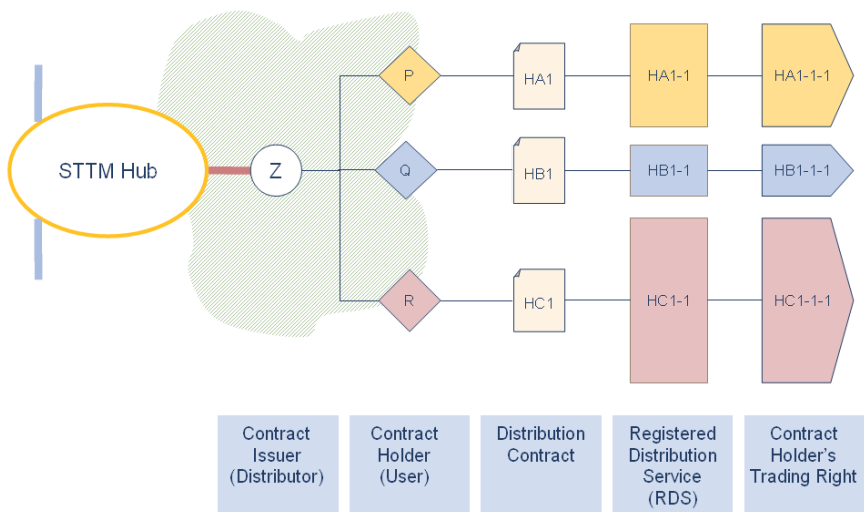 P
HA1
HA1-1
HA1-1-1
STTM Hub
Z
Q
HB1
HB1-1
HB1-1-1
R
HC1
HC1-1
HC1-1-1
Contract
Issuer
(Distributor)
Contract
Holder
(User)
Distribution
Contract
Registered
Distribution
Service
(RDS)
Contract
Holder's
Trading Right